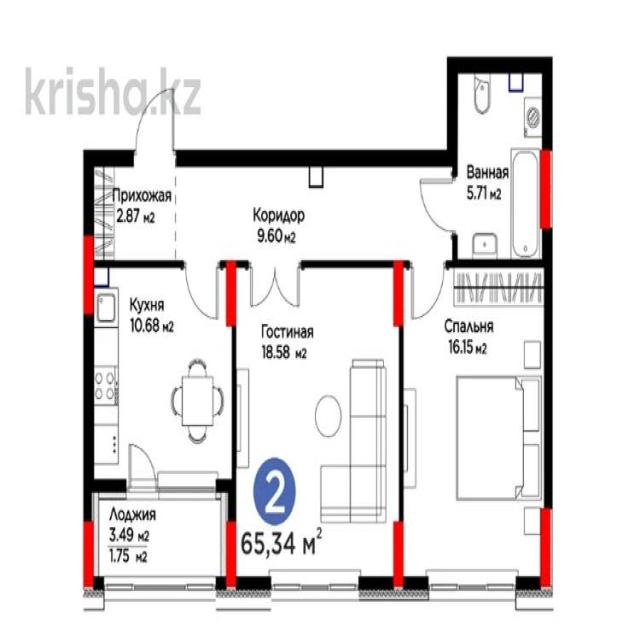 krisha.kz
Прихожая
2.87 м2
Коридор
9.60 м2
Ванная
5.71 м2
Кухня
10.68 м2
Гостиная
18.58 м2
Спальня
16.15 м2
Лоджия
3.49 м2
1.75 м2
2
65,34 м²